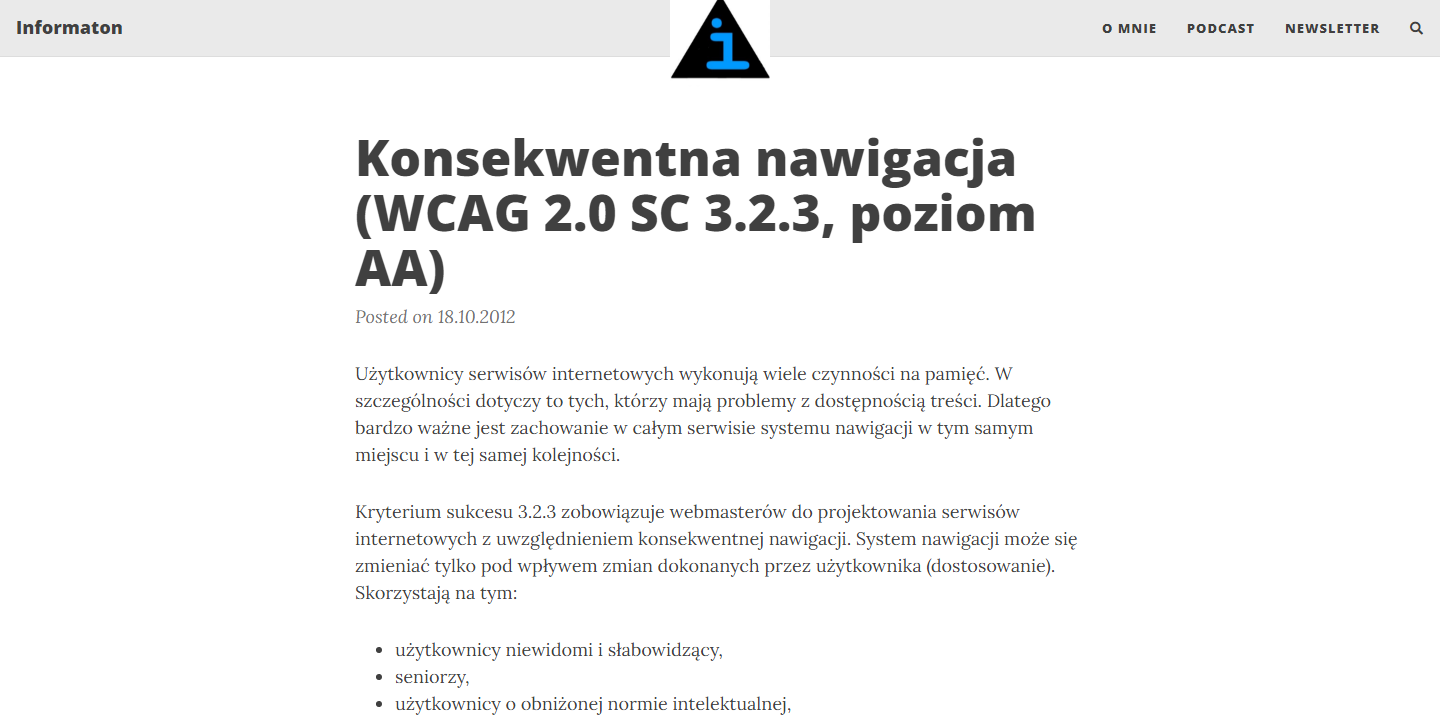 Informaton
i
O MNIE
PODCAST
NEWSLETTER
Konsekwentna nawigacja
(WCAG 2.0 SC 3.2.3, poziom
AA)
Posted on 18.10.2012
Użytkownicy serwisów internetowych wykonują wiele czynności na pamięć. W
szczególności dotyczy to tych, którzy mają problemy z dostępnością treści. Dlatego
bardzo ważne jest zachowanie w całym serwisie systemu nawigacji w tym samym
miejscu i w tej samej kolejności.
Kryterium sukcesu 3.2.3 zobowiązuje webmasterów do projektowania serwisów
internetowych z uwzględnieniem konsekwentnej nawigacji. System nawigacji może się
zmieniać tylko pod wpływem zmian dokonanych przez użytkownika (dostosowanie).
Skorzystają na tym:
• użytkownicy niewidomi i słabowidzący,
• seniorzy,
• użytkownicy o obniżonej normie intelektualnej,